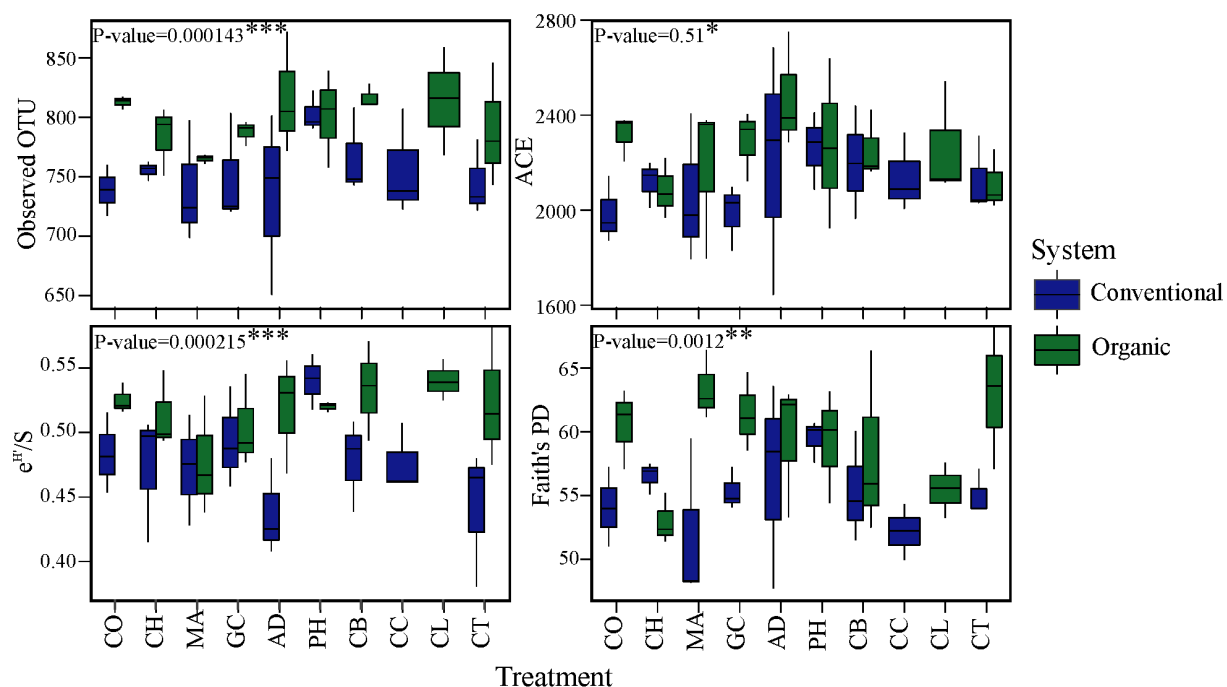 P-value=0.000143***
850
800
750
700
650
Observed OTU
P-value=0.51*
2800
2400
2000
1600
ACE
P-value=0.000215***
0.55
0.50
0.45
0.40
e^H'/S
P-value=0.0012**
65
60
55
50
Faith's PD
CO CH MA GC AD PH CB CC CL CT
CO CH MA GC AD PH CB CC CL CT
Treatment
System
Conventional
Organic